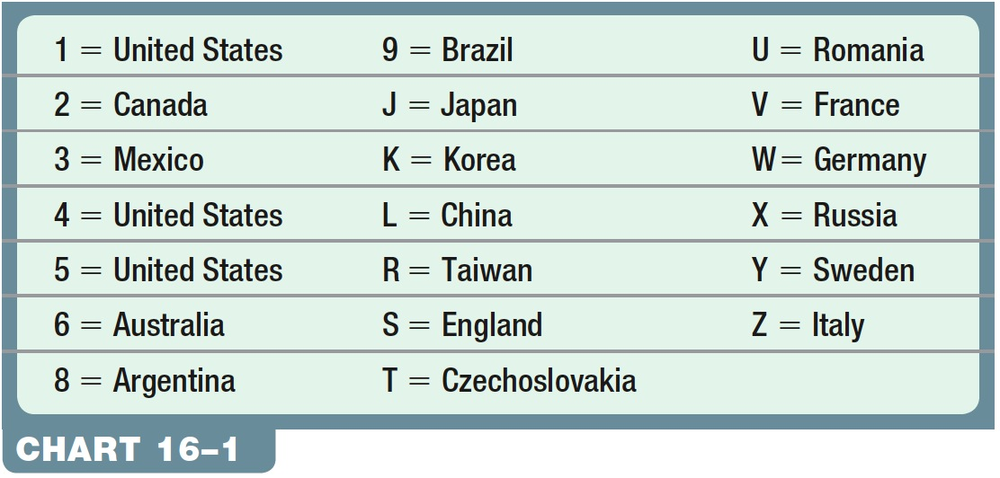 1 = United States 9 = Brazil U = Romania
2 = Canada J = Japan V = France
3 = Mexico K = Korea W= Germany
4 = United States L = China X = Russia
5 = United States R = Taiwan Y = Sweden
6 = Australia S = England Z = Italy
8 = Argentina T = Czechoslovakia
CHART 16–1